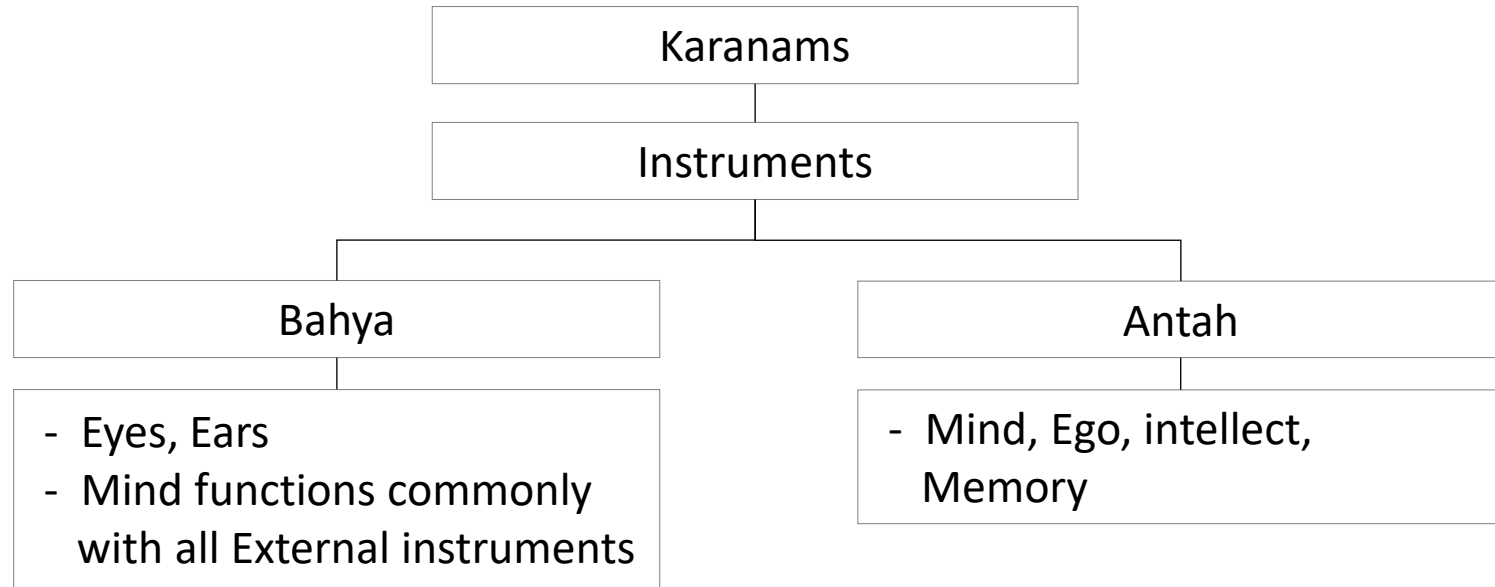 Karanams
Instruments
Bahya
Antah
- Eyes, Ears
- Mind functions commonly
with all External instruments
- Mind, Ego, intellect,
Memory